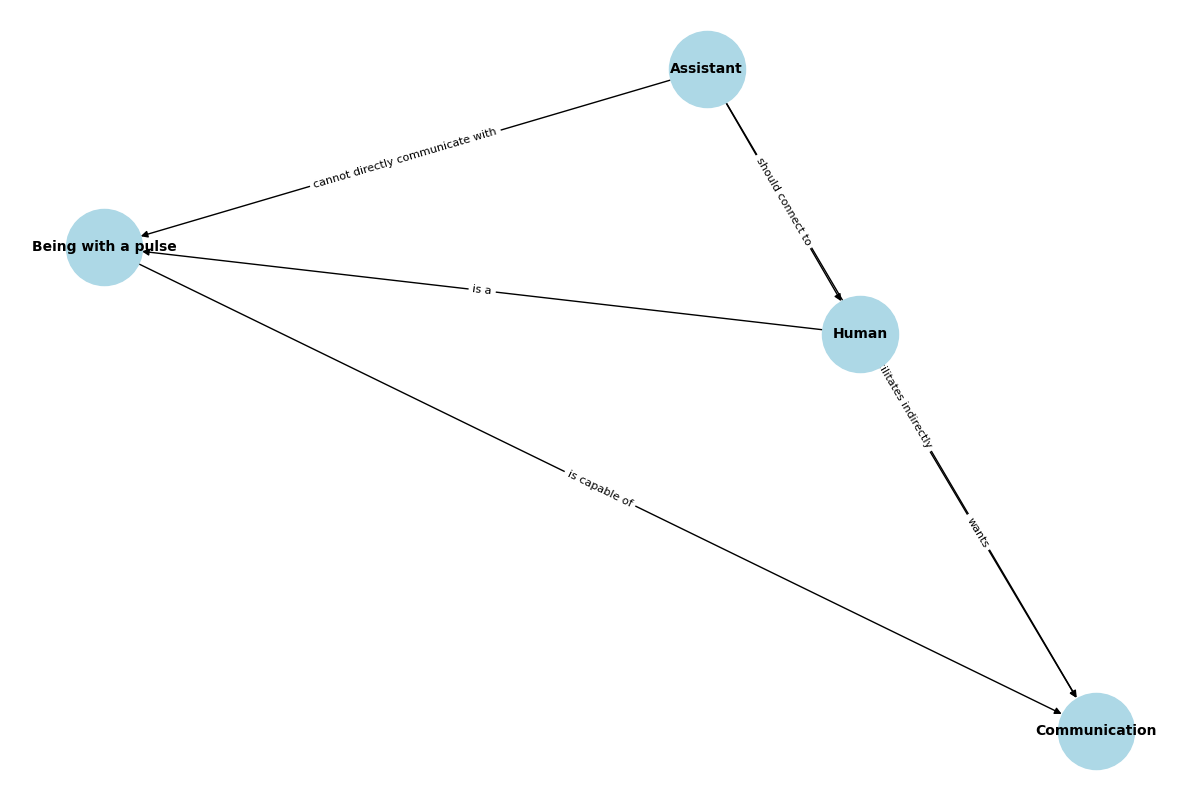 Assistant
cannot directly communicate with
should connect to
Being with a pulse
is a
Human
ilitates indirectly
is capable of
wants
Communication